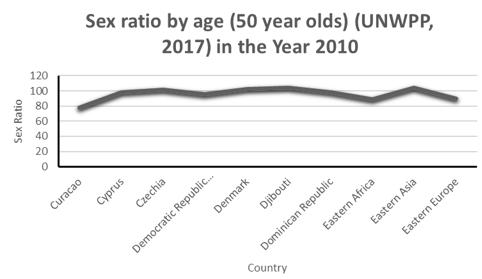 Sex ratio by age (50 year olds) (UNWPP,
2017) in the Year 2010
120
100
80
60
40
20
0
Sex Ratio
Curacao
Cyprus
Czechia
Democratic Republic...
Denmark
Djibouti
Dominican Republic
Eastern Africa
Eastern Asia
Eastern Europe
Country